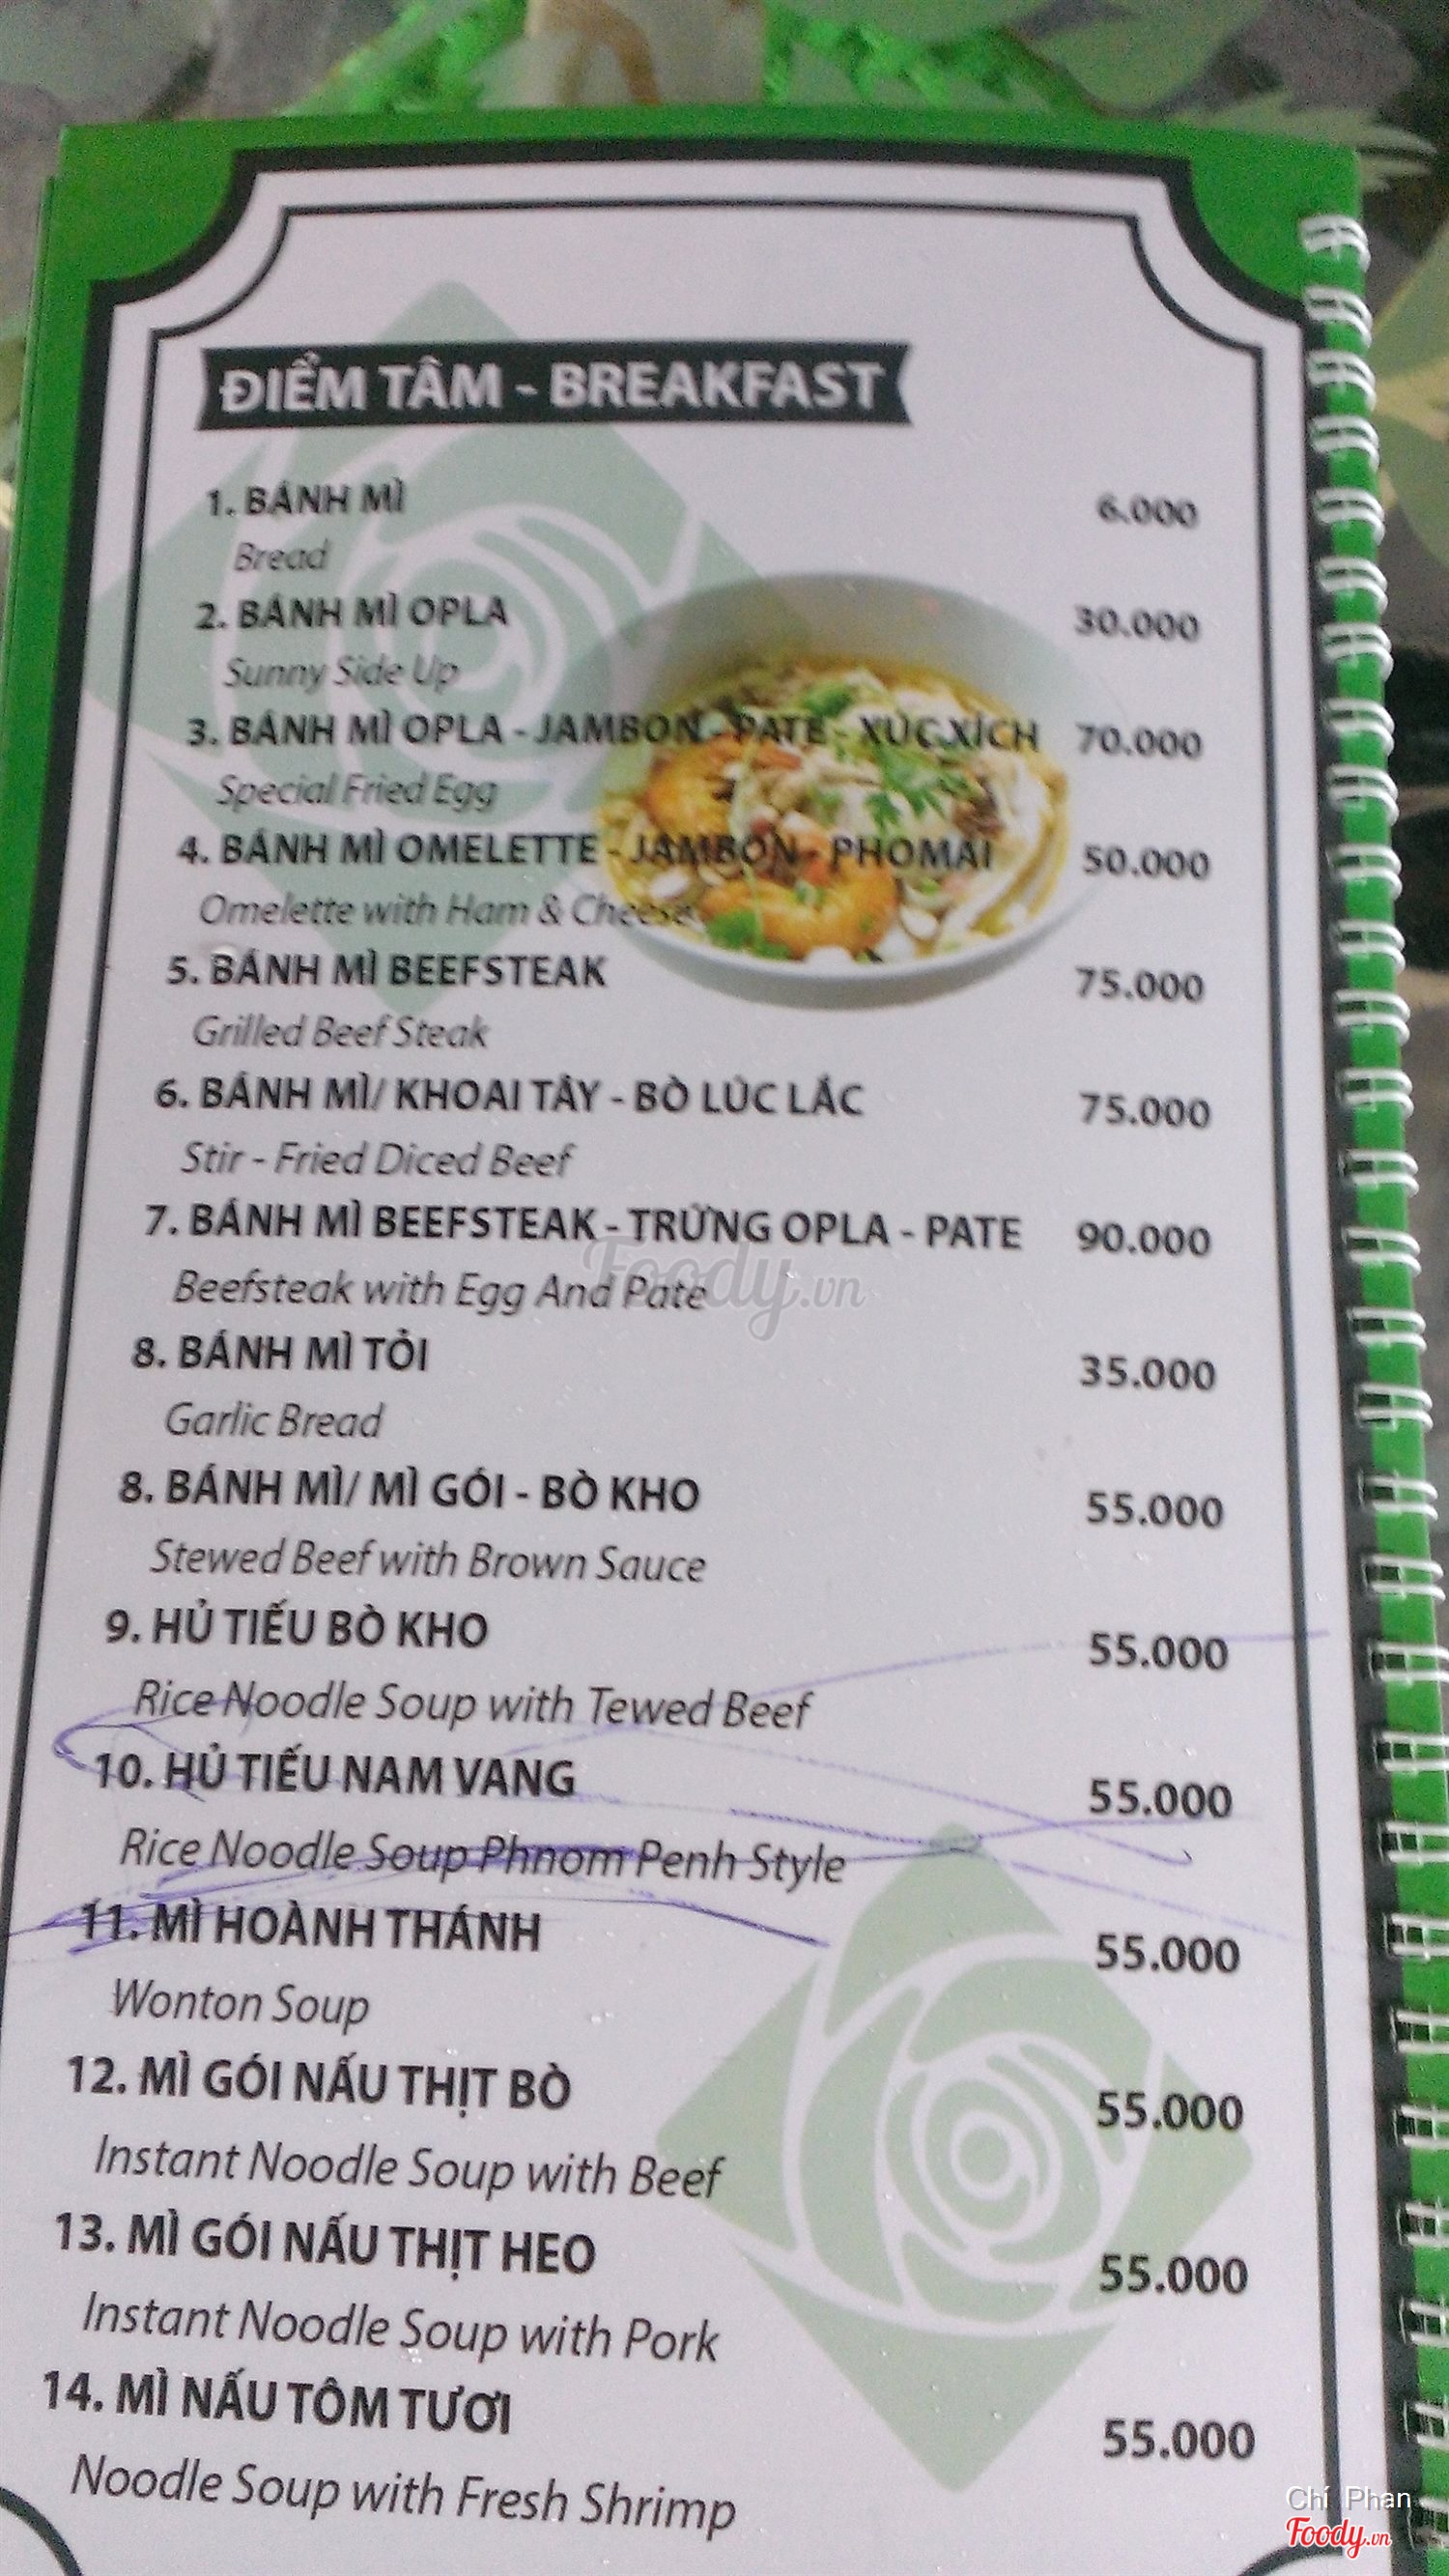 ĐIỂM TÂM - BREAKFAST
1. BÁNH MÌ 6.000
Bread
2. BÁNH MÌ OPLA 30.000
Sunny Side Up
3. BÁNH MÌ OPLA - JAMBON - PATE - XÚC XÍCH 70.000
Special Fried Egg
4. BÁNH MÌ OMELETTE - JAMBON - PHOMAI 50.000
Omelette with Ham & Cheese
5. BÁNH MÌ BEEFSTEAK 75.000
Grilled Beef Steak
6. BÁNH MÌ/ KHOAI TÂY - BÒ LÚC LẮC 75.000
Stir - Fried Diced Beef
7. BÁNH MÌ BEEFSTEAK - TRỨNG OPLA - PATE 90.000
Beefsteak with Egg And Pate
Foody.vn
8. BÁNH MÌ TỎI 35.000
Garlic Bread
8. BÁNH MÌ/ MÌ GÓI - BÒ KHO 55.000
Stewed Beef with Brown Sauce
9. HỦ TIẾU BÒ KHO 55.000
Rice Noodle Soup with Tewed Beef
10. HỦ TIẾU NAM VANG 55.000
Rice Noodle Soup Phnom Penh Style
11. MÌ HOÀNH THÁNH 55.000
Wonton Soup
12. MÌ GÓI NẤU THỊT BÒ 55.000
Instant Noodle Soup with Beef
13. MÌ GÓI NẤU THỊT HEO 55.000
Instant Noodle Soup with Pork
14. MÌ NẤU TÔM TƯƠI 55.000
Noodle Soup with Fresh Shrimp
Chí Phan
Foody.vn